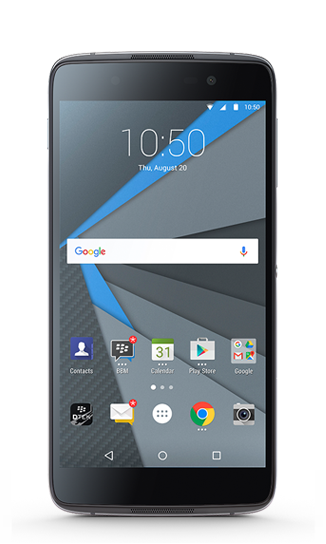 10:50
10:50
Thu, August 20
Google
Contacts
BBM
31
Calendar
Play Store
Google
DTEK